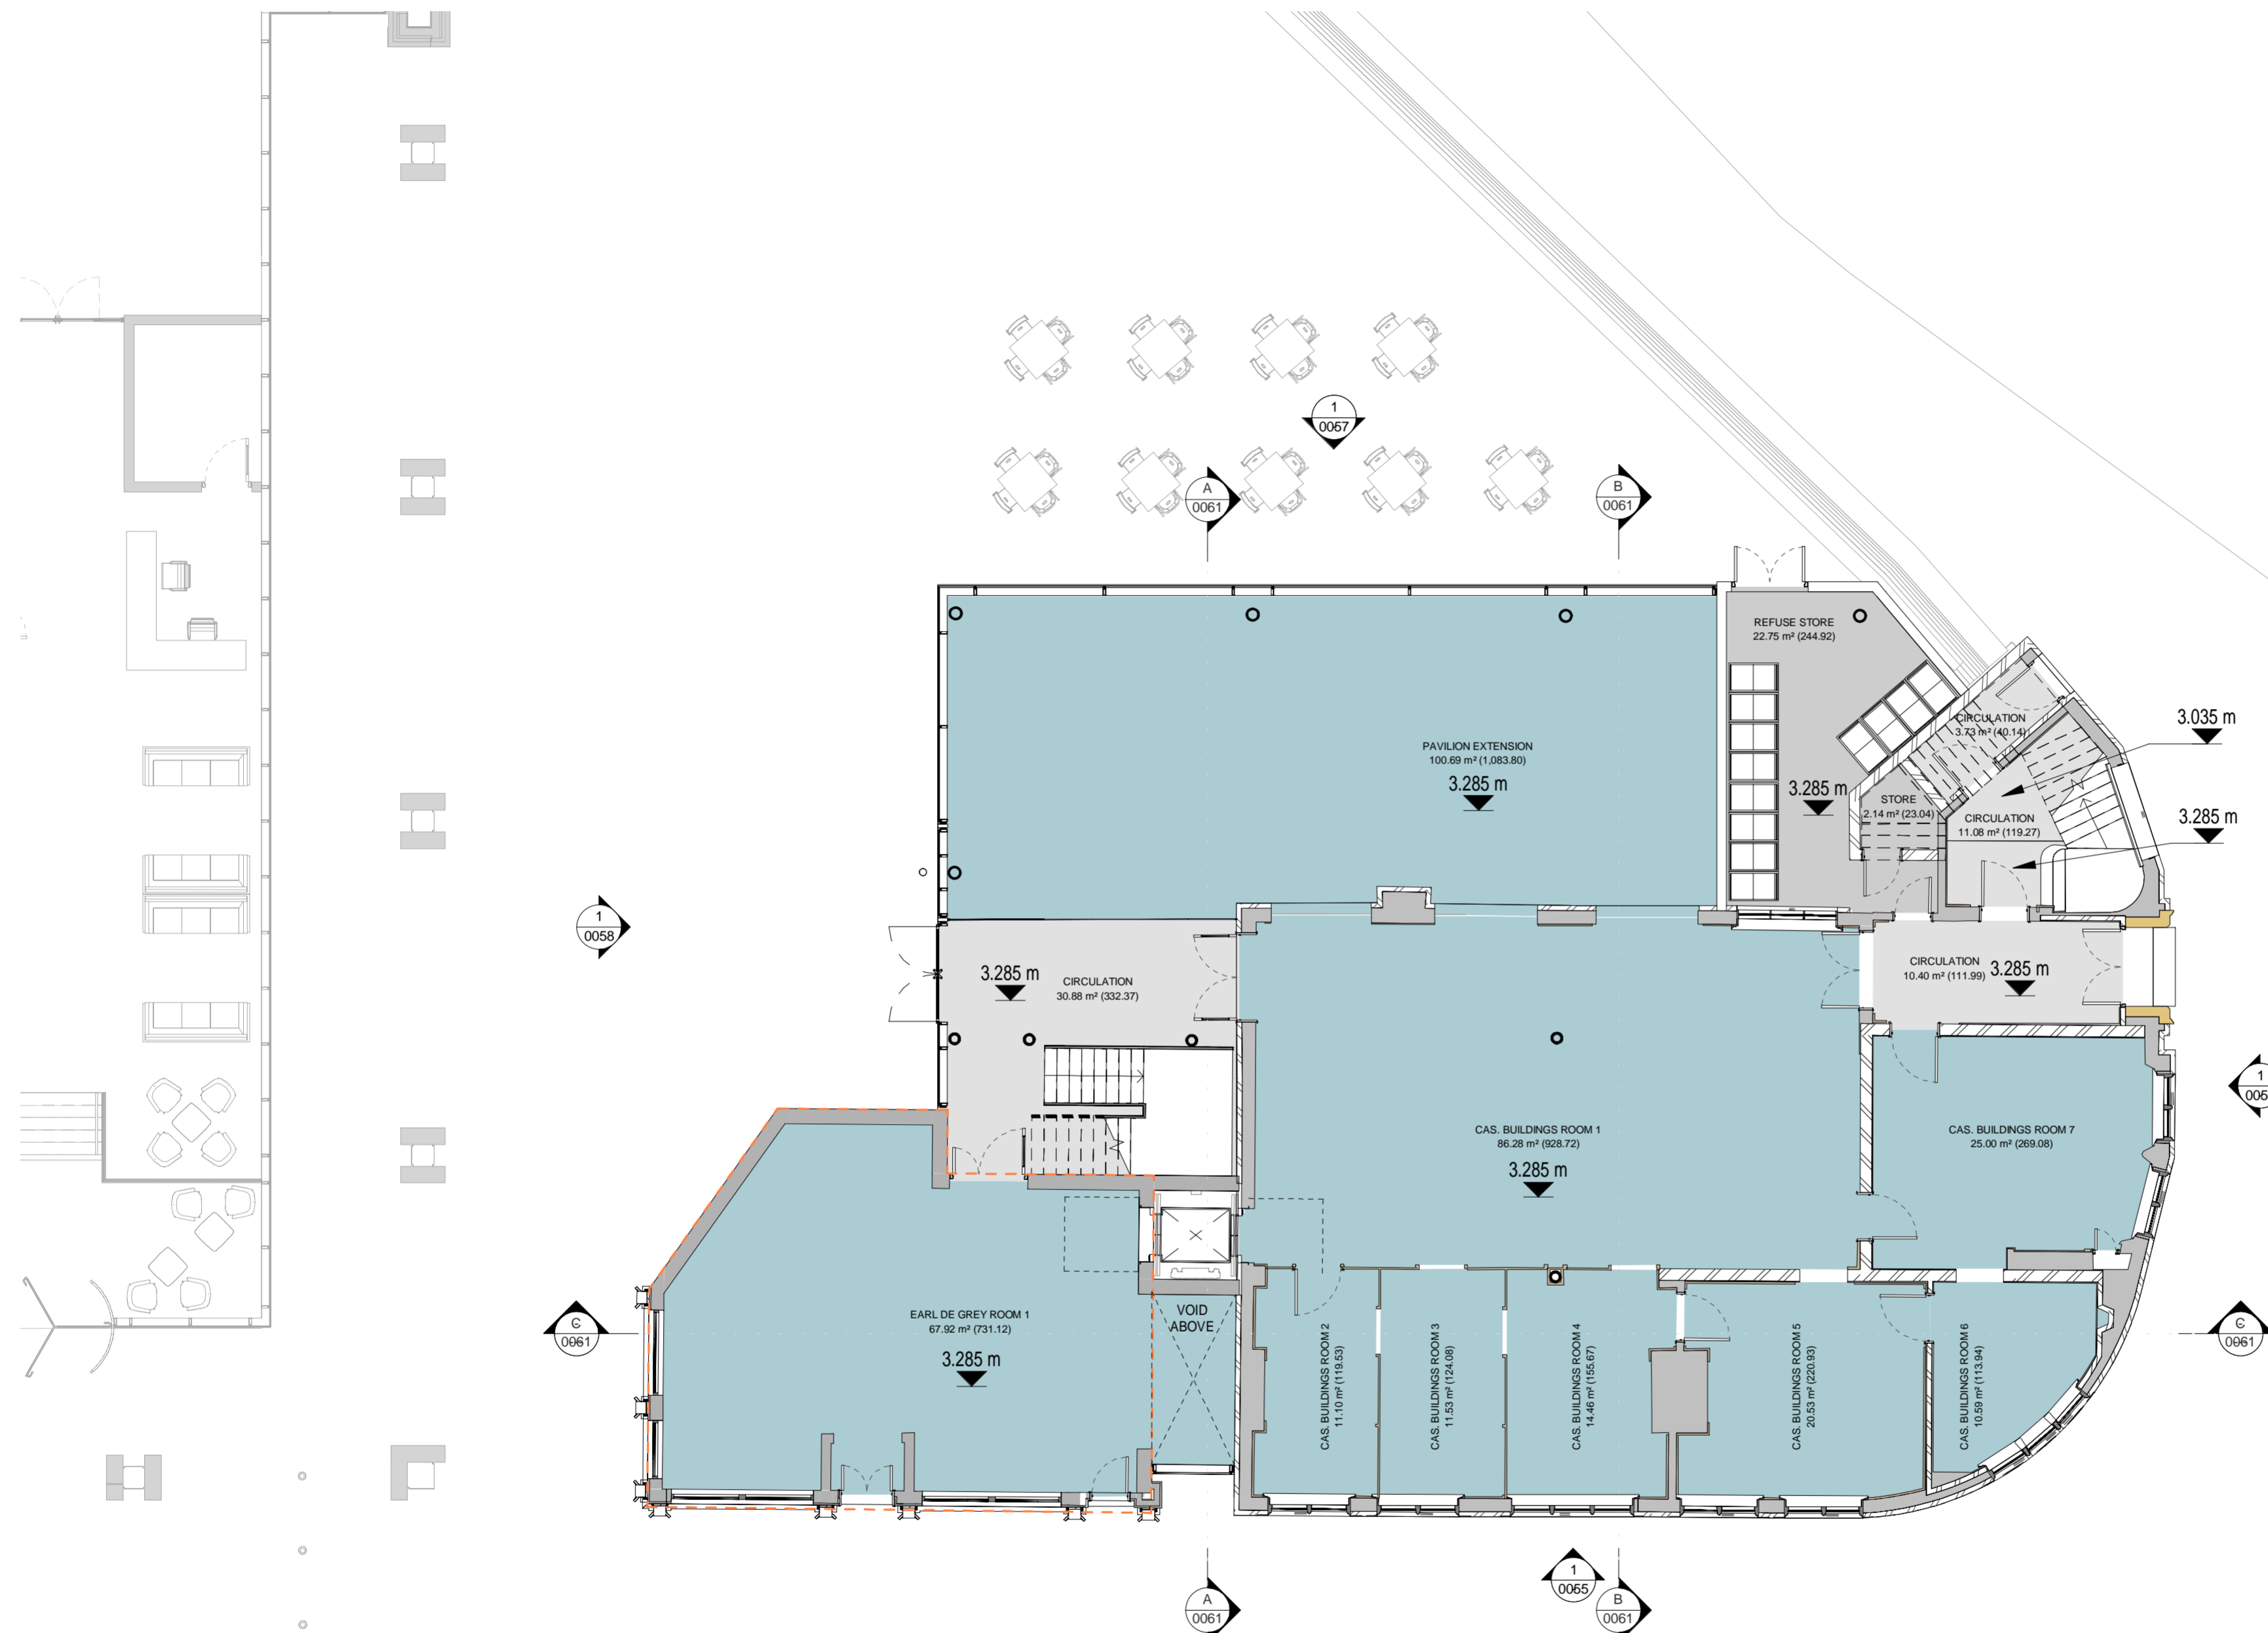 1
0057
A
0061
B
0061
REFUSE STORE
22.75 m² (244.92)
CIRCULATION
3.73 m² (40.14)
3.035 m
PAVILION EXTENSION
100.69 m² (1,083.80)
3.285 m
3.285 m
STORE
2.14 m² (23.04)
CIRCULATION
11.08 m² (119.27)
3.285 m
1
0058
3.285 m
CIRCULATION
30.88 m² (332.37)
CIRCULATION
10.40 m² (111.99)
3.285 m
1
CAS. BUILDINGS ROOM 1
86.28 m² (928.72)
3.285 m
CAS. BUILDINGS ROOM 7
25.00 m² (269.08)
C
0061
EARL DE GREY ROOM 1
67.92 m² (731.12)
3.285 m
VOID
ABOVE
CAS. BUILDINGS ROOM 2
11.10 m² (119.53)
CAS. BUILDINGS ROOM 3
11.53 m² (124.08)
CAS. BUILDINGS ROOM 4
14.46 m² (155.67)
CAS. BUILDINGS ROOM 5
20.53 m² (220.93)
CAS. BUILDINGS ROOM 6
10.59 m² (113.94)
C
0061
1
0055
A
0061
B
0061